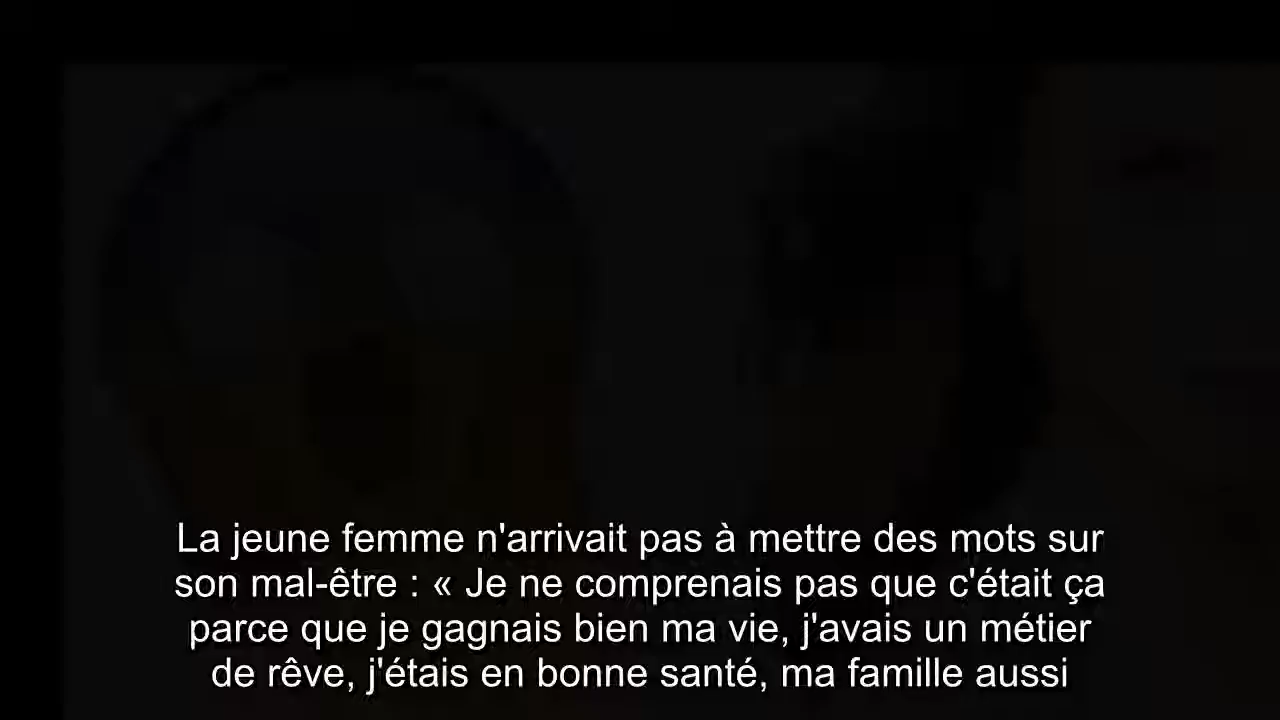 La jeune femme n'arrivait pas à mettre des mots sur
son mal-être : « Je ne comprenais pas que c'était ça
parce que je gagnais bien ma vie, j'avais un métier
de rêve, j'étais en bonne santé, ma famille aussi